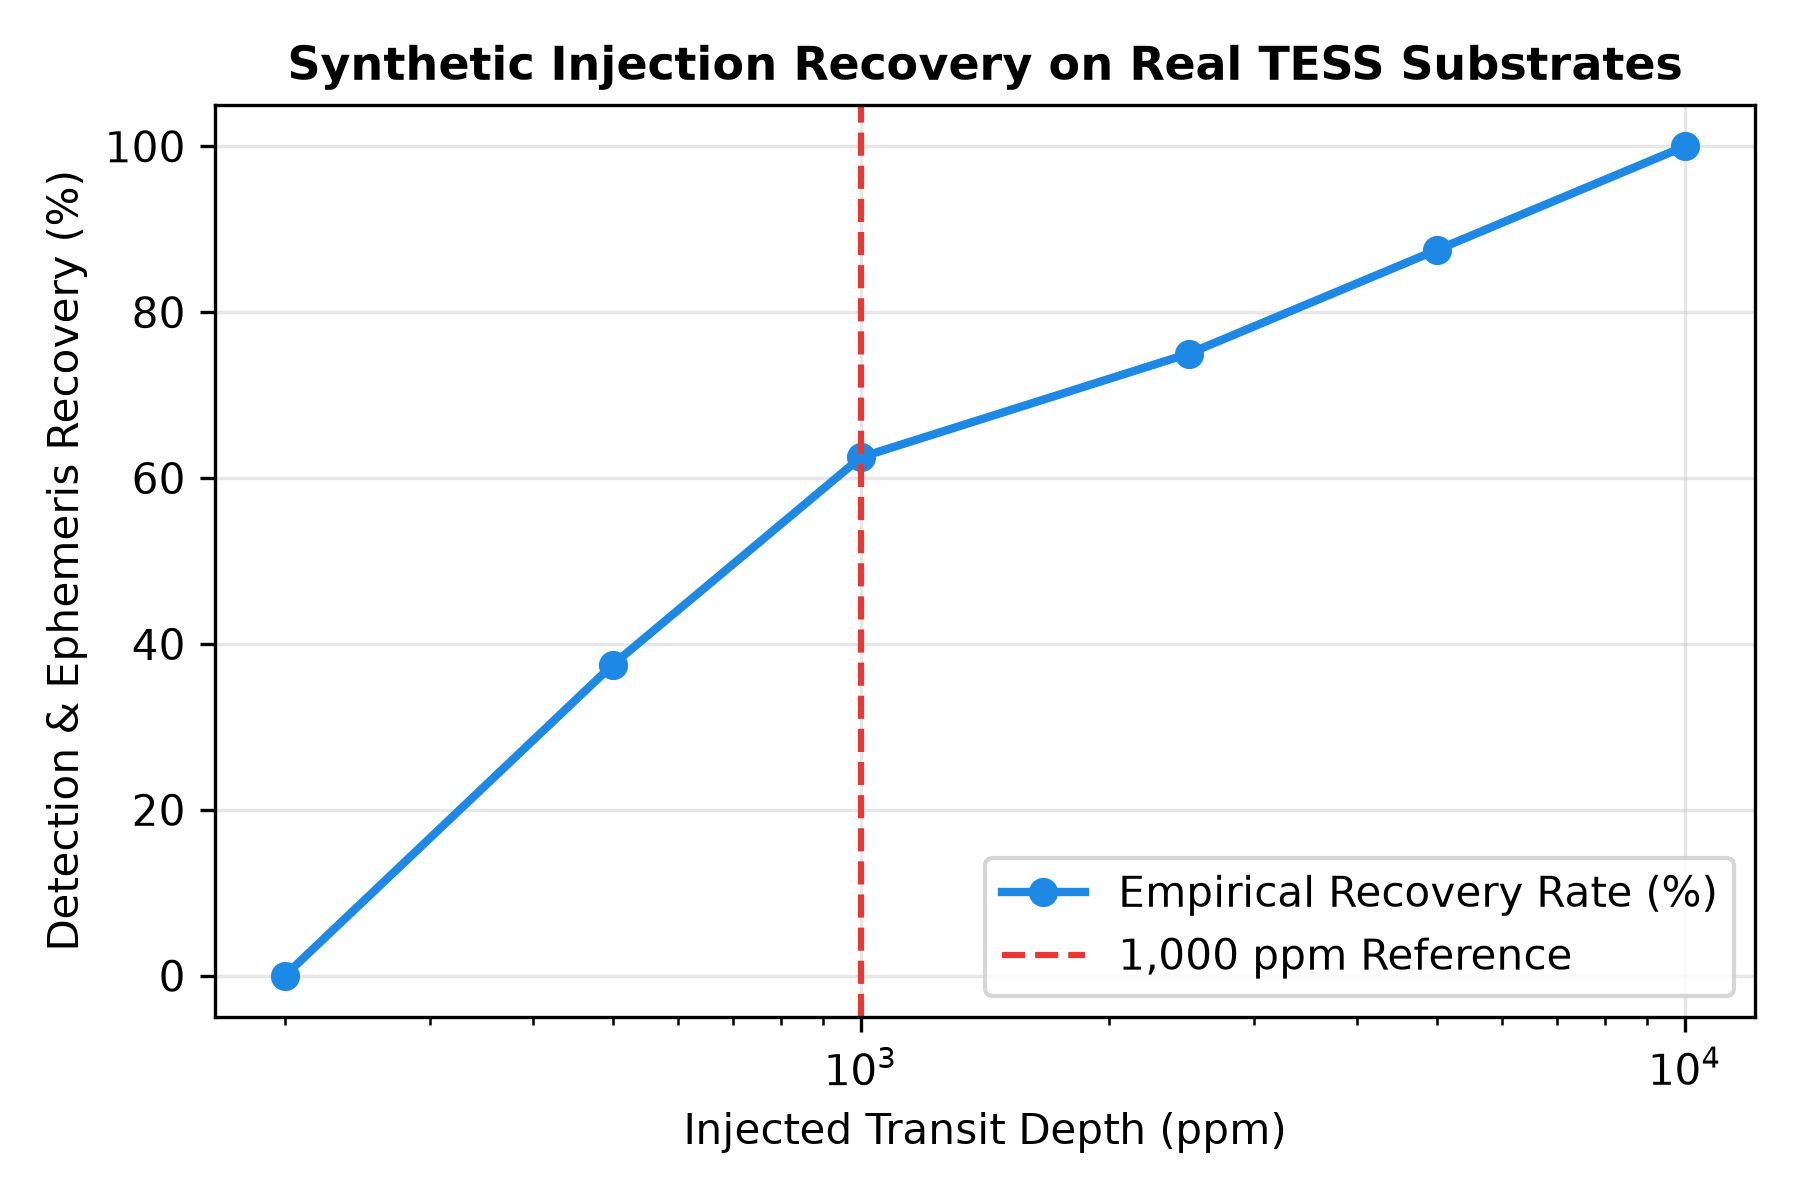 Synthetic Injection Recovery on Real TESS Substrates
Detection & Ephemeris Recovery (%)
100
80
60
40
20
0
Empirical Recovery Rate (%)
1,000 ppm Reference
10³
10⁴
Injected Transit Depth (ppm)